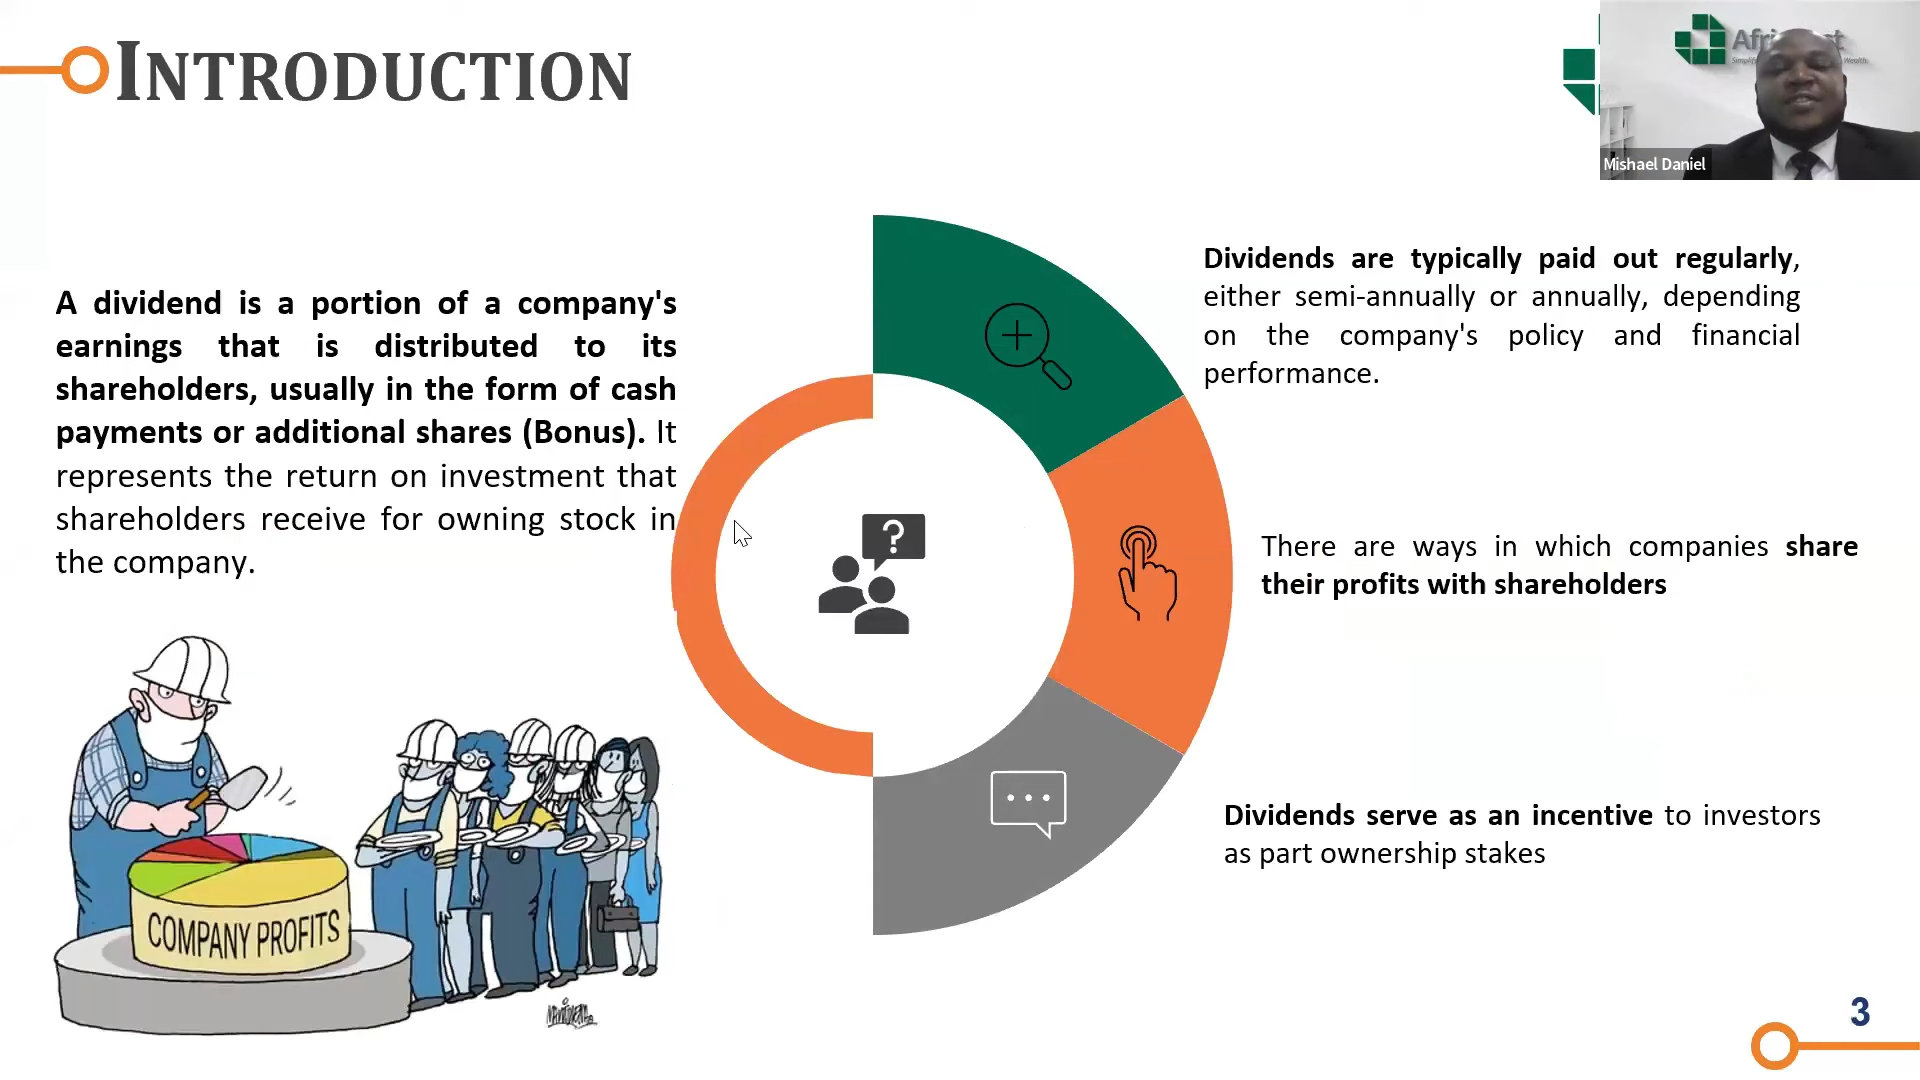 INTRODUCTION
Mishael Daniel
A dividend is a portion of a company's
earnings that is distributed to its
shareholders, usually in the form of cash
payments or additional shares (Bonus). It
represents the return on investment that
shareholders receive for owning stock in
the company.
Dividends are typically paid out regularly,
either semi-annually or annually, depending
on the company's policy and financial
performance.
There are ways in which companies share
their profits with shareholders
Dividends serve as an incentive to investors
as part ownership stakes
?
COMPANY PROFITS
3